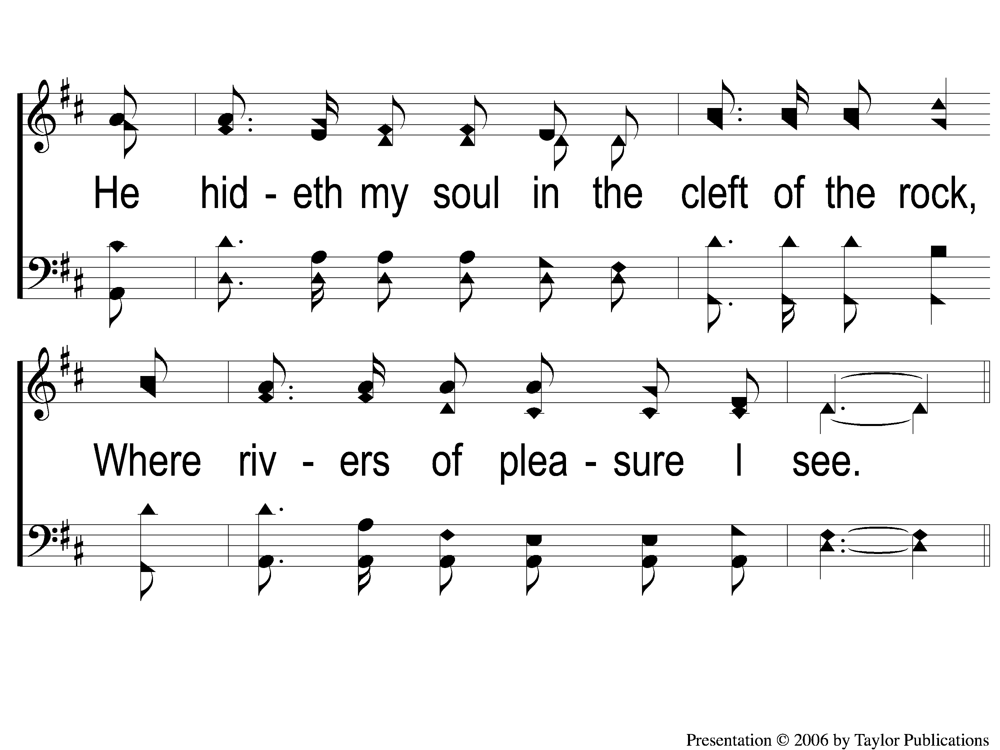 He hid - eth my soul in the cleft of the rock,
Where riv - ers of plea - sure I see.
Presentation © 2006 by Taylor Publications